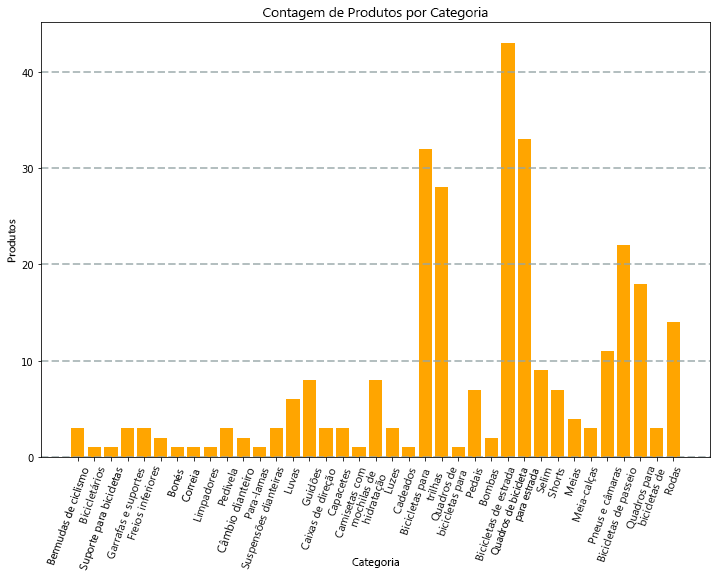 Contagem de Produtos por Categoria
Produtos
40
30
20
10
0
Bermudas de ciclismo
Bicicletários
Suporte para bicicletas
Garrafas e suportes
Freios inferiores
Bonés
Correia
Limpadores
Pedivela
Câmbio dianteiro
Para-lamas
Suspensões dianteiras
Luvas
Guidões
Caixas de direção
Capacetes
Camisetas com
mochilas de
hidratação
Luzes
Cadeados
Bicicletas para
trilhas
Quadros de
bicicletas para
Pedais
Bombas
Bicicletas de estrada
Quadros de bicicleta
para estrada
Selim
Shorts
Meias
Meia-calças
Pneus e câmaras
Bicicletas de passeio
Quadros para
bicicletas de
Rodas
Categoria